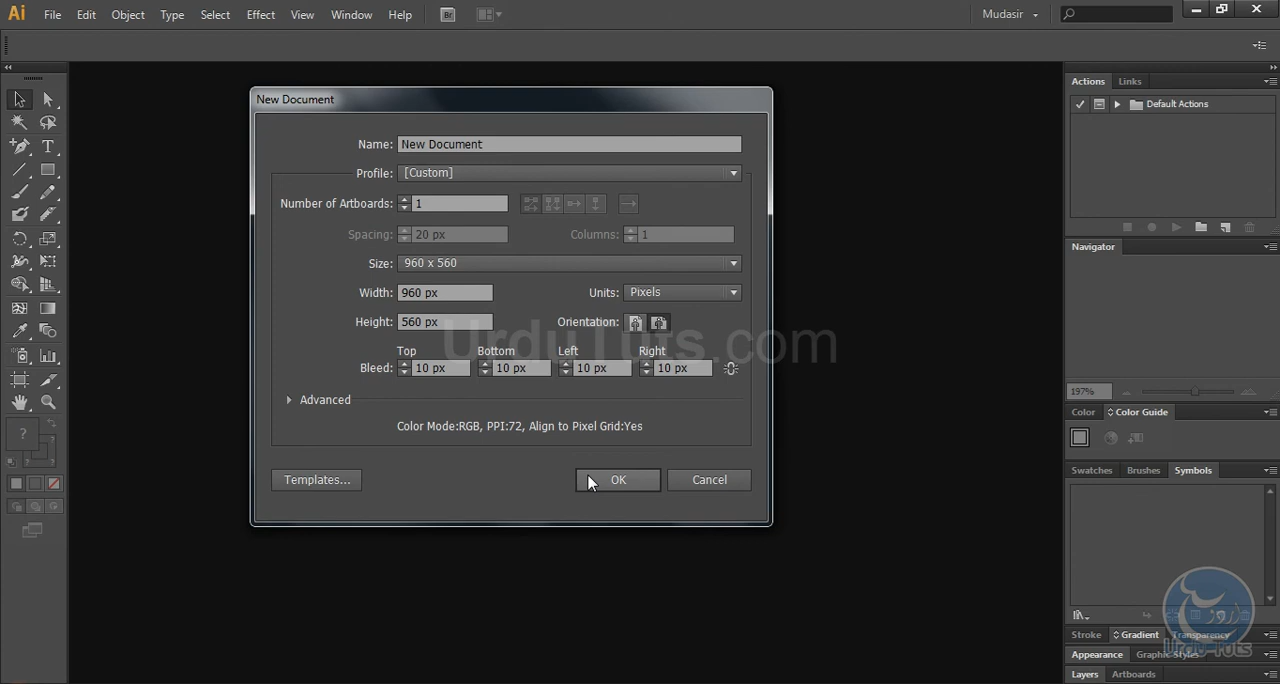 Ai File Edit Object Type Select Effect View Window Help Br Mudasir
New Document
Name: New Document
Profile: [Custom]
Number of Artboards: 1
Spacing: 20 px Columns: 1
Size: 960 x 560
Width: 960 px Units: Pixels
Height: 560 px Orientation:
UrduTuts.com
Top Bottom Left Right
Bleed: 10 px 10 px 10 px 10 px
Advanced
Color Mode:RGB, PPI:72, Align to Pixel Grid:Yes
Templates... OK Cancel
Actions Links
Default Actions
Navigator
197%
Color Color Guide
Swatches Brushes Symbols
Stroke Gradient Transparency
Appearance Graphic Styles
Layers Artboards
T
?
? ?
روز
Urdu-Tuts